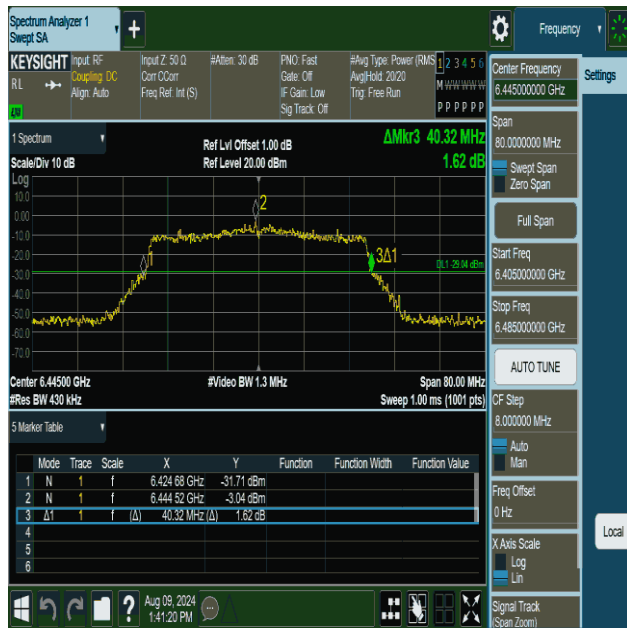 Spectrum Analyzer 1
Swept SA
Frequency
KEYSIGHT
RL
Input: RF
Coupling: DC
Align: Auto
Input Z: 50 Ω
Corr CCorr
Freq Ref: Int (S)
#Atten: 30 dB
PNO: Fast
Gate: Off
IF Gain: Low
Sig Track: Off
#Avg Type: Power (RMS
Avg|Hold: 20/20
Trig: Free Run
1 2 3 4 5 6
M W W W W W
P P P P P P
1 Spectrum
Scale/Div 10 dB
Ref Lvl Offset 1.00 dB
Ref Level 20.00 dBm
ΔMkr3 40.32 MHz
1.62 dB
Log
10.0
0.00
-10.0
-20.0
-30.0
-40.0
-50.0
-60.0
-70.0
1
2
3Δ1
DL1 -29.04 dBm
Center 6.44500 GHz
#Res BW 430 kHz
#Video BW 1.3 MHz
Span 80.00 MHz
Sweep 1.00 ms (1001 pts)
5 Marker Table
Mode Trace Scale X Y Function Function Width Function Value
1 N 1 f 6.424 68 GHz -31.71 dBm
2 N 1 f 6.444 52 GHz -3.04 dBm
3 Δ1 1 f (Δ) 40.32 MHz (Δ) 1.62 dB
4
5
6
Aug 09, 2024
1:41:20 PM
Center Frequency
6.445000000 GHz
Settings
Span
80.0000000 MHz
Swept Span
Zero Span
Full Span
Start Freq
6.405000000 GHz
Stop Freq
6.485000000 GHz
AUTO TUNE
CF Step
8.000000 MHz
Auto
Man
Freq Offset
0 Hz
Local
X Axis Scale
Log
Lin
Signal Track
(Span Zoom)